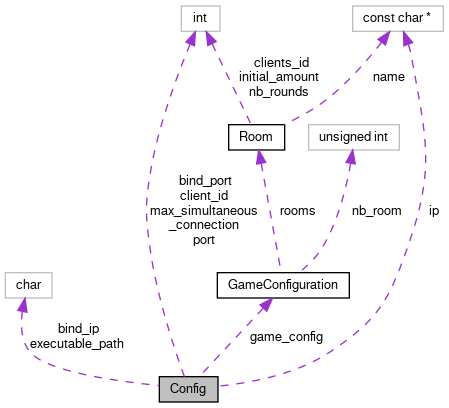 int
const char *
clients_id
initial_amount
nb_rounds
name
Room
unsigned int
bind_port
client_id
max_simultaneous
_connection
port
rooms
nb_room
ip
char
GameConfiguration
bind_ip
executable_path
game_config
Config